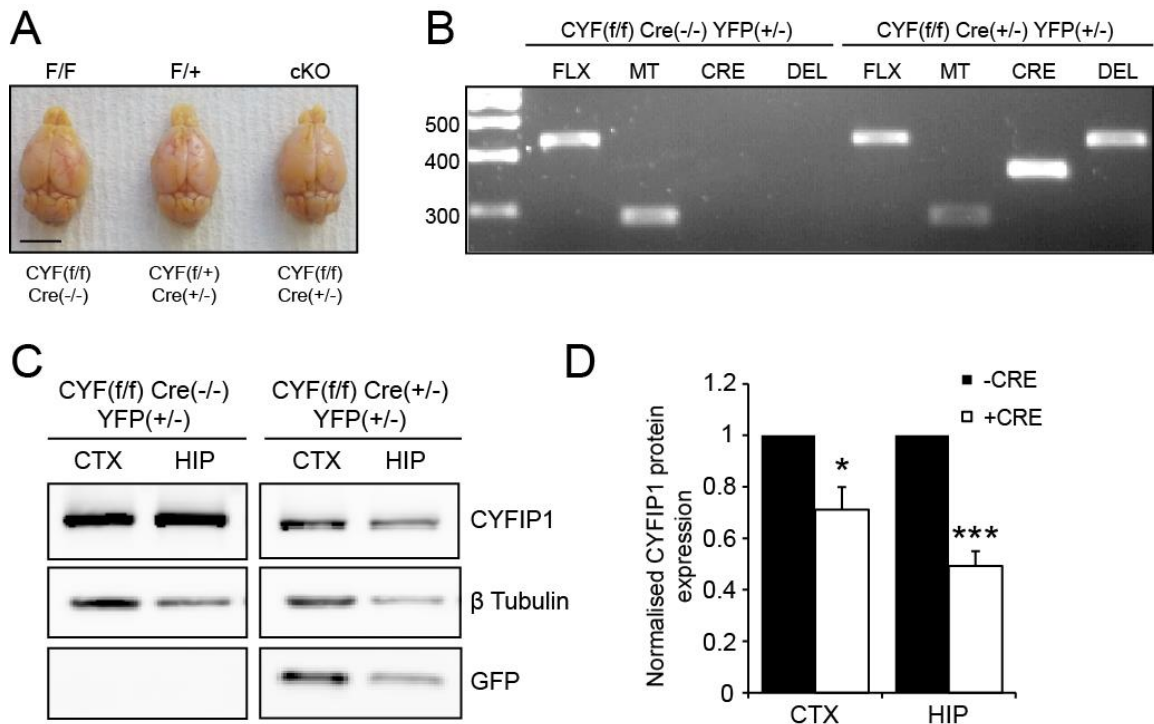 A
F/F F/+ cKO
CYF(f/f) CYF(f/+) CYF(f/f)
Cre(-/-) Cre(+/-) Cre(+/-)
B
CYF(f/f) Cre(-/-) YFP(+/-) CYF(f/f) Cre(+/-) YFP(+/-)
FLX MT CRE DEL FLX MT CRE DEL
500
400
300
C
CYF(f/f) Cre(-/-) CYF(f/f) Cre(+/-)
YFP(+/-) YFP(+/-)
CTX HIP CTX HIP
CYFIP1
β Tubulin
GFP
D
Normalised CYFIP1 protein
expression
1.2
1
0.8
0.6
0.4
0.2
0
-CRE
+CRE
*
***
CTX HIP